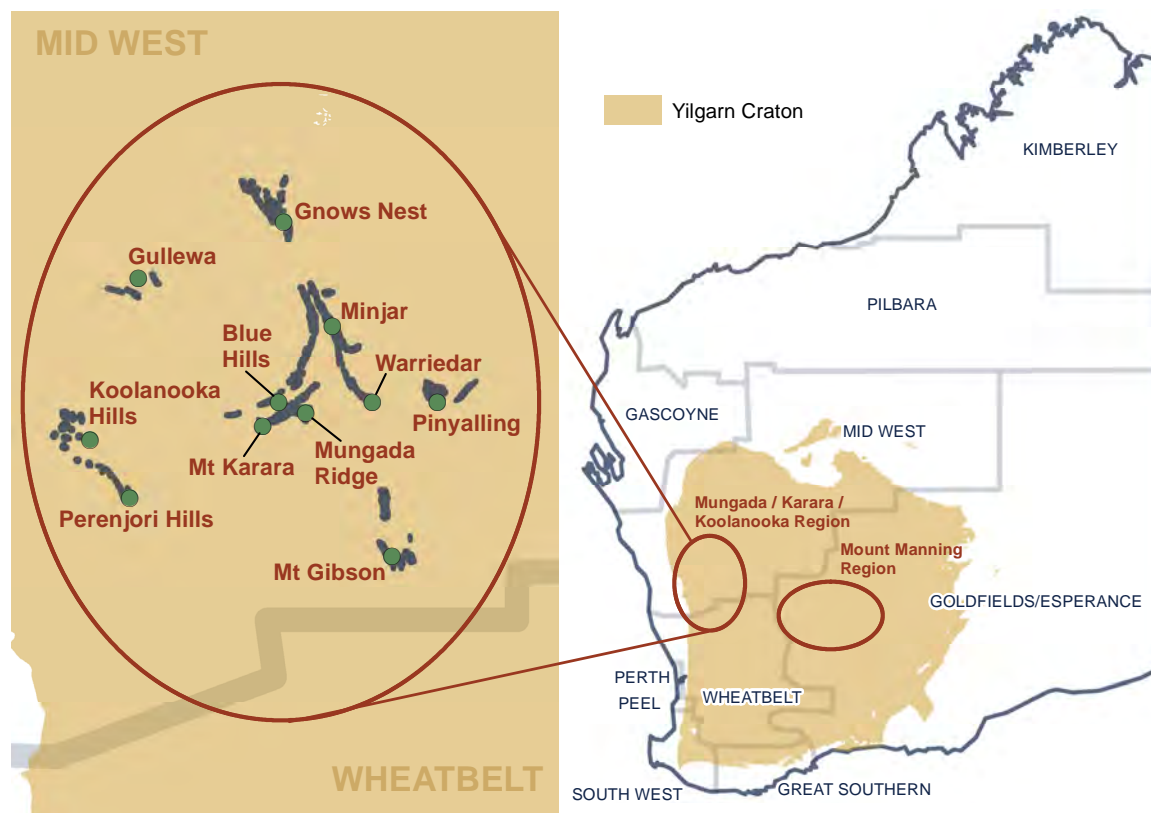 MID WEST
Gnows Nest
Gullewa
Minjar
Blue
Hills
Warriedar
Koolanooka
Hills
Pinyalling
Mt Karara
Mungada
Ridge
Perenjori Hills
Mt Gibson
WHEATBELT
Yilgarn Craton
KIMBERLEY
PILBARA
GASCOYNE
MID WEST
Mungada / Karara /
Koolanooka Region
Mount Manning
Region
GOLDFIELDS/ESPERANCE
PERTH
PEEL
WHEATBELT
SOUTH WEST
GREAT SOUTHERN